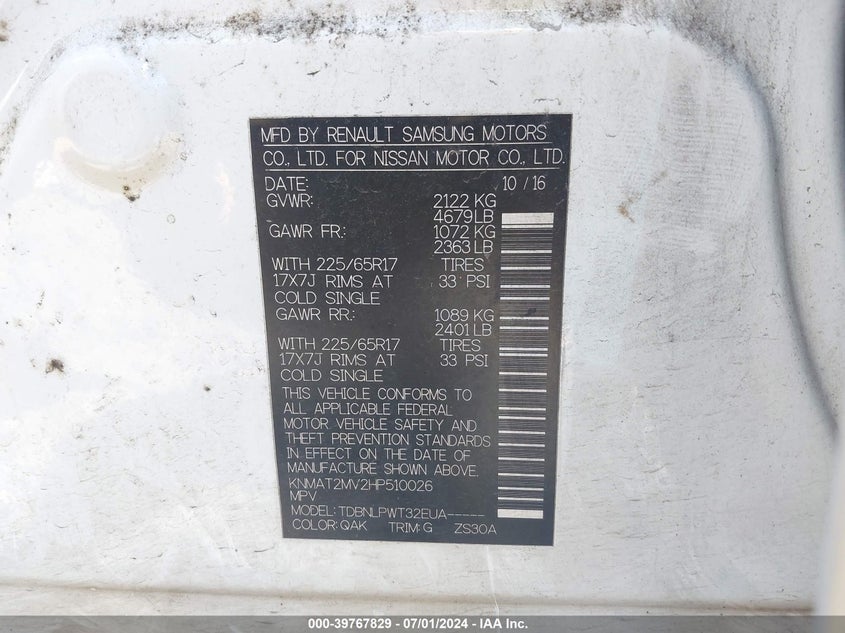 MFD BY RENAULT SAMSUNG MOTORS
CO., LTD. FOR NISSAN MOTOR CO., LTD.
DATE: 10 / 16
GVWR: 2122 KG
4679 LB
GAWR FR.: 1072 KG
2363 LB
WITH 225/65R17 TIRES
17X7J RIMS AT 33 PSI
COLD SINGLE
GAWR RR.: 1089 KG
2401 LB
WITH 225/65R17 TIRES
17X7J RIMS AT 33 PSI
COLD SINGLE
THIS VEHICLE CONFORMS TO
ALL APPLICABLE FEDERAL
MOTOR VEHICLE SAFETY AND
THEFT PREVENTION STANDARDS
IN EFFECT ON THE DATE OF
MANUFACTURE SHOWN ABOVE.
KNMAT2MV2HP510026
MPV
MODEL: TDBNLPWT32EUA-----
COLOR: QAK TRIM: G ZS30A
000-39767829 - 07/01/2024 - IAA Inc.